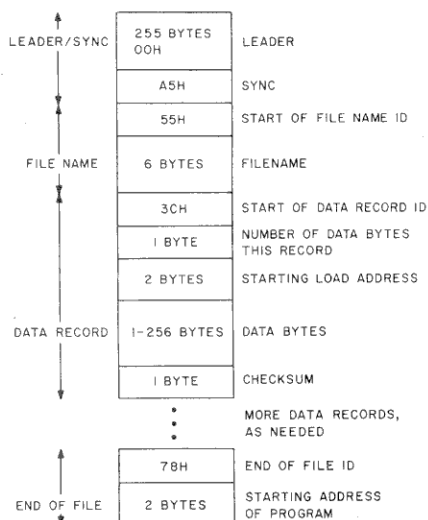 LEADER/SYNC
255 BYTES
00H
LEADER
A5H
SYNC
55H
START OF FILE NAME ID
FILE NAME
6 BYTES
FILENAME
3CH
START OF DATA RECORD ID
1 BYTE
NUMBER OF DATA BYTES
THIS RECORD
2 BYTES
STARTING LOAD ADDRESS
DATA RECORD
1-256 BYTES
DATA BYTES
1 BYTE
CHECKSUM
MORE DATA RECORDS,
AS NEEDED
78H
END OF FILE ID
END OF FILE
2 BYTES
STARTING ADDRESS
OF PROGRAM